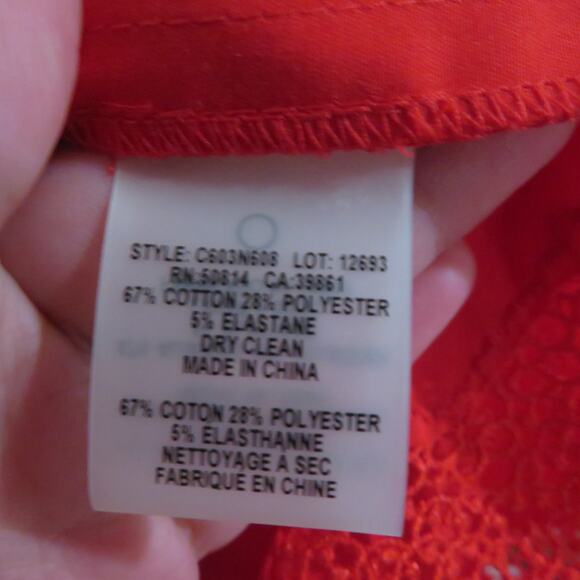 STYLE: C603N608 LOT: 12693
RN:50814 CA:39861
67% COTTON 28% POLYESTER
5% ELASTANE
DRY CLEAN
MADE IN CHINA
67% COTON 28% POLYESTER
5% ELASTHANNE
NETTOYAGE À SEC
FABRIQUE EN CHINE